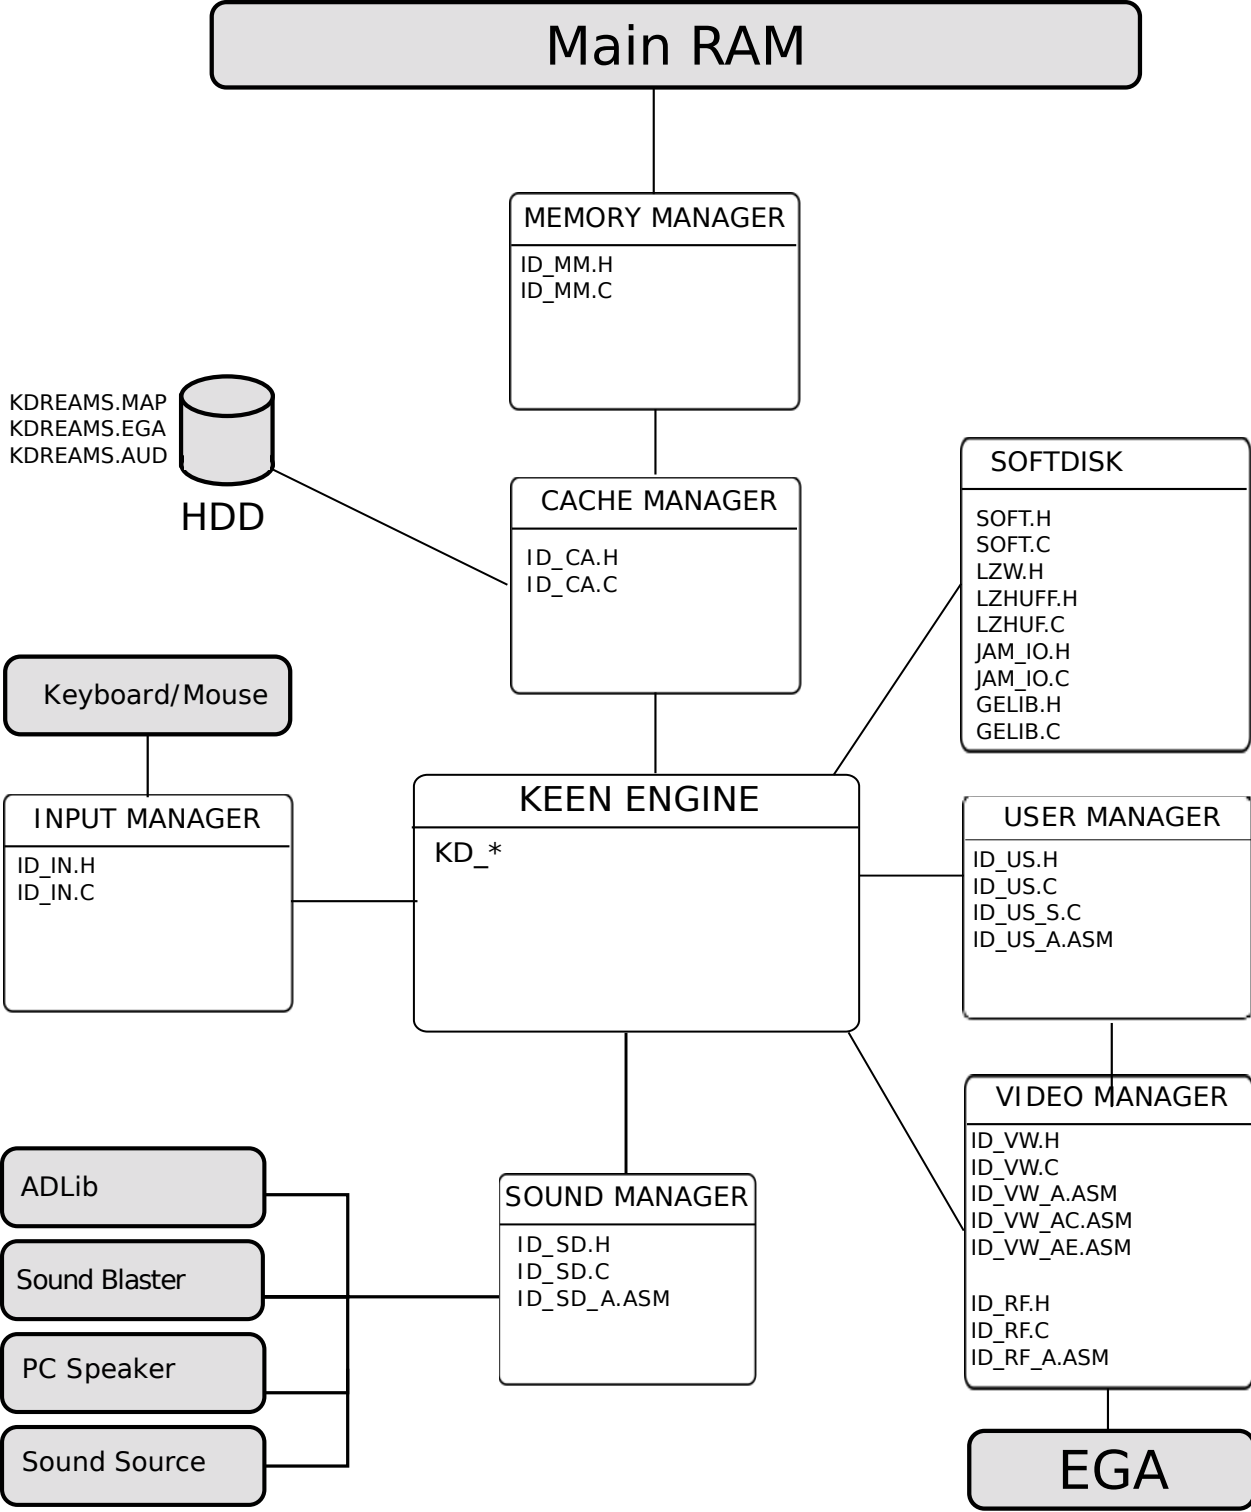 Main RAM
MEMORY MANAGER
ID_MM.H
ID_MM.C
KDREAMS.MAP
KDREAMS.EGA
KDREAMS.AUD
HDD
CACHE MANAGER
ID_CA.H
ID_CA.C
SOFTDISK
SOFT.H
SOFT.C
LZW.H
LZHUFF.H
LZHUF.C
JAM_IO.H
JAM_IO.C
GELIB.H
GELIB.C
Keyboard/Mouse
INPUT MANAGER
ID_IN.H
ID_IN.C
KEEN ENGINE
KD_*
USER MANAGER
ID_US.H
ID_US.C
ID_US_S.C
ID_US_A.ASM
VIDEO MANAGER
ID_VW.H
ID_VW.C
ID_VW_A.ASM
ID_VW_AC.ASM
ID_VW_AE.ASM
ID_RF.H
ID_RF.C
ID_RF_A.ASM
ADLib
Sound Blaster
PC Speaker
Sound Source
SOUND MANAGER
ID_SD.H
ID_SD.C
ID_SD_A.ASM
EGA